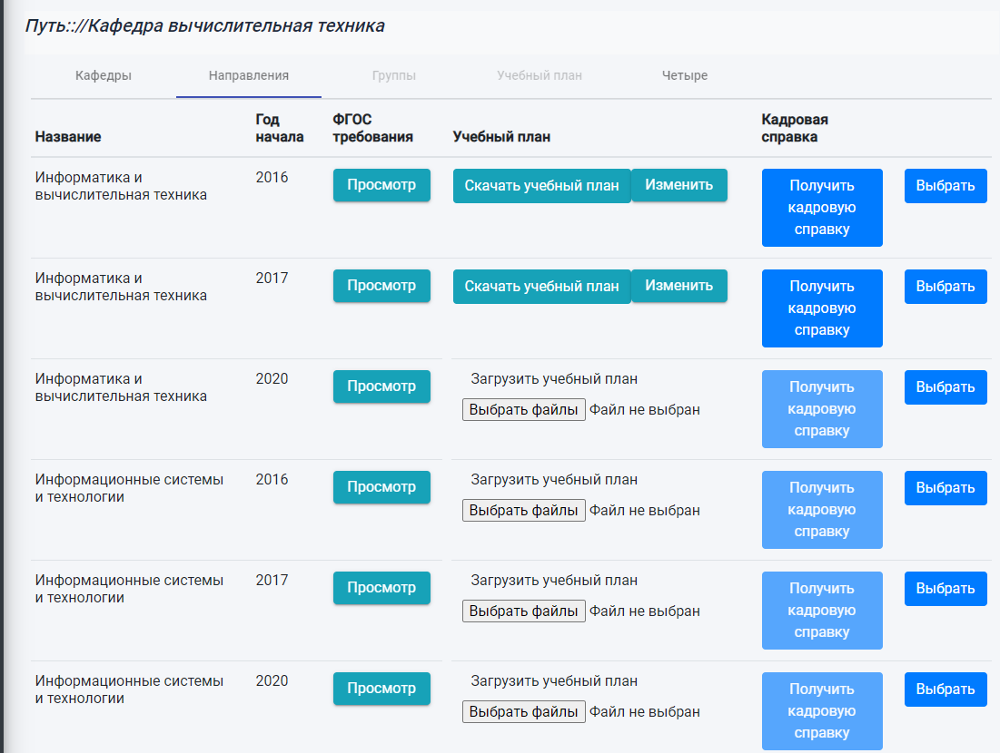 Путь:://Кафедра вычислительная техника
Кафедры Направления Группы Учебный план Четыре
Название Год начала ФГОС требования Учебный план Кадровая справка
Информатика и вычислительная техника 2016 Просмотр Скачать учебный план Изменить Получить кадровую справку Выбрать
Информатика и вычислительная техника 2017 Просмотр Скачать учебный план Изменить Получить кадровую справку Выбрать
Информатика и вычислительная техника 2020 Просмотр Загрузить учебный план Выбрать файлы Файл не выбран Получить кадровую справку Выбрать
Информационные системы и технологии 2016 Просмотр Загрузить учебный план Выбрать файлы Файл не выбран Получить кадровую справку Выбрать
Информационные системы и технологии 2017 Просмотр Загрузить учебный план Выбрать файлы Файл не выбран Получить кадровую справку Выбрать
Информационные системы и технологии 2020 Просмотр Загрузить учебный план Выбрать файлы Файл не выбран Получить кадровую справку Выбрать